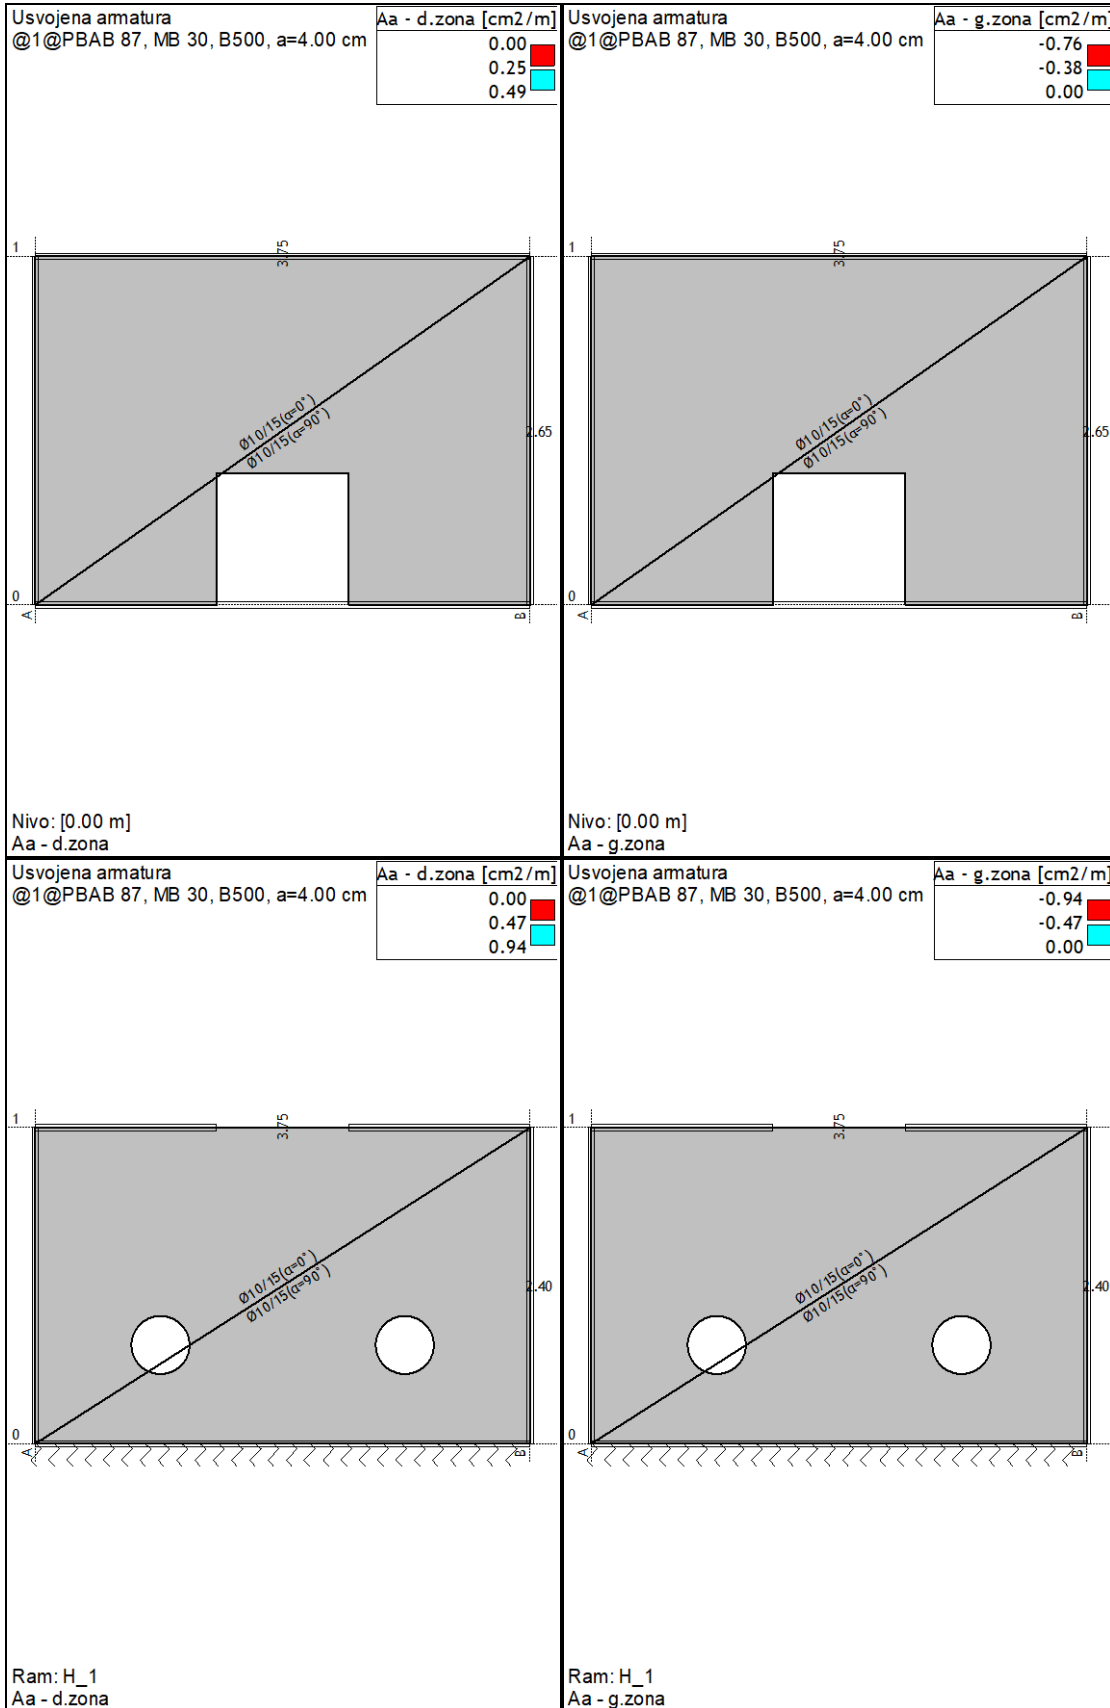 Usvojena armatura
@1@PBAB 87, MB 30, B500, a=4.00 cm
Aa - d.zona [cm2/m]
0.00
0.25
0.49
1
3.75
Ø10/15(α=0°)
Ø10/15(α=90°)
2.65
0
A
B
Nivo: [0.00 m]
Aa - d.zona
Usvojena armatura
@1@PBAB 87, MB 30, B500, a=4.00 cm
Aa - g.zona [cm2/m]
-0.76
-0.38
0.00
1
3.75
Ø10/15(α=0°)
Ø10/15(α=90°)
2.65
0
A
B
Nivo: [0.00 m]
Aa - g.zona
Usvojena armatura
@1@PBAB 87, MB 30, B500, a=4.00 cm
Aa - d.zona [cm2/m]
0.00
0.47
0.94
1
3.75
Ø10/15(α=0°)
Ø10/15(α=90°)
2.40
0
A
B
Ram: H_1
Aa - d.zona
Usvojena armatura
@1@PBAB 87, MB 30, B500, a=4.00 cm
Aa - g.zona [cm2/m]
-0.94
-0.47
0.00
1
3.75
Ø10/15(α=0°)
Ø10/15(α=90°)
2.40
0
A
B
Ram: H_1
Aa - g.zona